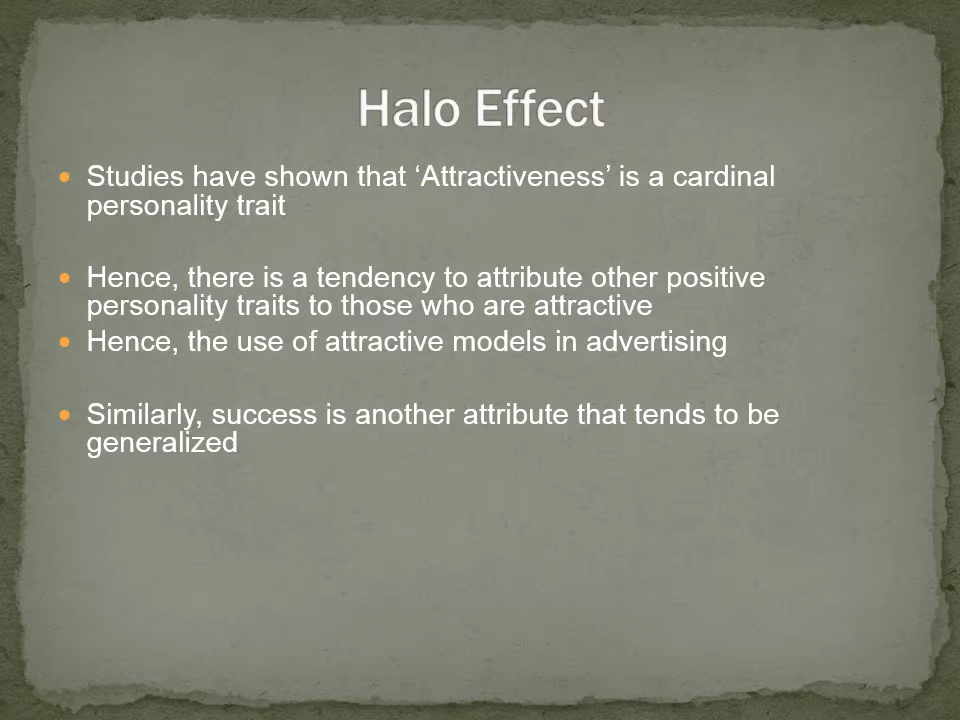 Halo Effect
• Studies have shown that ‘Attractiveness’ is a cardinal
personality trait
• Hence, there is a tendency to attribute other positive
personality traits to those who are attractive
• Hence, the use of attractive models in advertising
• Similarly, success is another attribute that tends to be
generalized